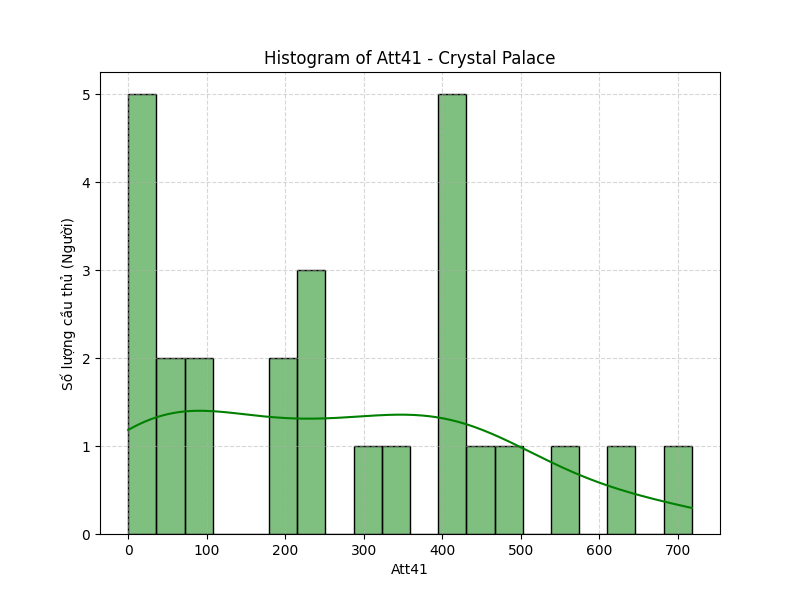 Histogram of Att41 - Crystal Palace
Số lượng cầu thủ (Người)
5
4
3
2
1
0
0 100 200 300 400 500 600 700
Att41